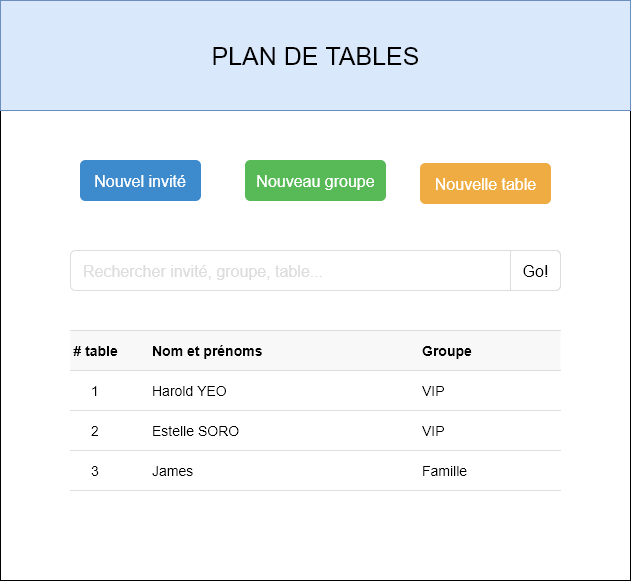 PLAN DE TABLES
Nouvel invité Nouveau groupe Nouvelle table
Rechercher invité, groupe, table... Go!
# table Nom et prénoms Groupe
1 Harold YEO VIP
2 Estelle SORO VIP
3 James Famille